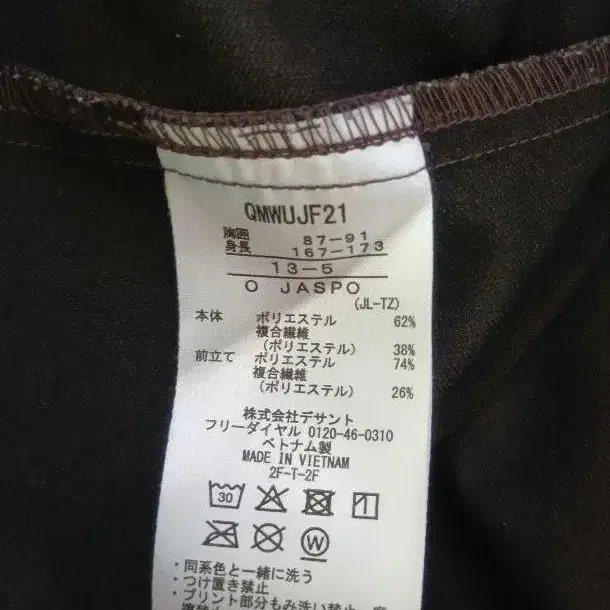 QMWUJF21
胸囲 87-91
身長 167-173
13-5
O JASPO
(JL-TZ)
本体 ポリエステル 62%
複合繊維
(ポリエステル) 38%
前立て ポリエステル 74%
複合繊維
(ポリエステル) 26%
株式会社デサント
フリーダイヤル 0120-46-0310
ベトナム製
MADE IN VIETNAM
2F-T-2F
30
W
・同系色と一緒に洗う
・つけ置き禁止
・プリント部分もみ洗い禁止